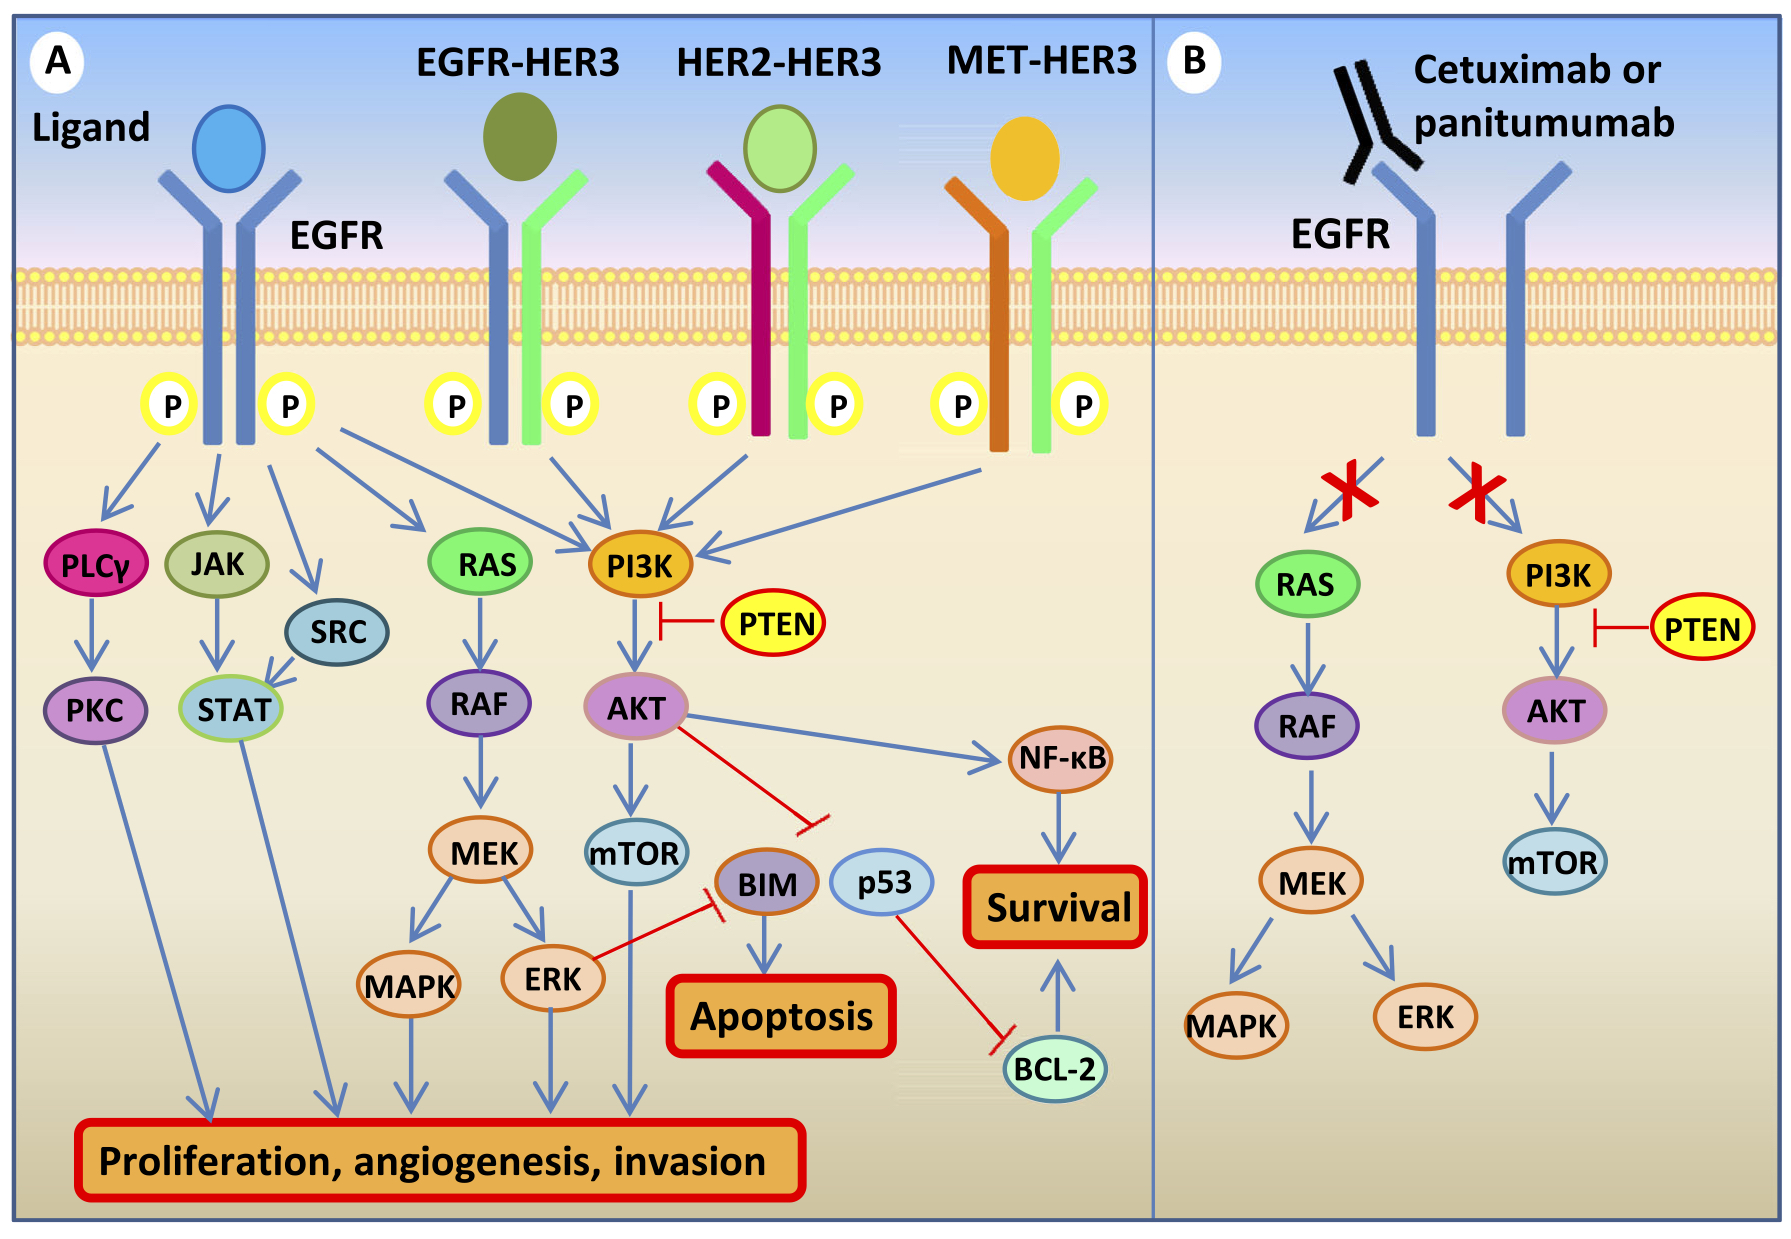 A
EGFR-HER3
HER2-HER3
MET-HER3
Ligand
EGFR
P
P
P
P
P
P
P
P
PLCγ
JAK
SRC
RAS
PI3K
PTEN
PKC
STAT
RAF
AKT
NF-κB
MEK
mTOR
BIM
p53
Survival
MAPK
ERK
Apoptosis
BCL-2
Proliferation, angiogenesis, invasion
B
Cetuximab or
panitumumab
EGFR
RAS
PI3K
PTEN
RAF
AKT
MEK
mTOR
MAPK
ERK